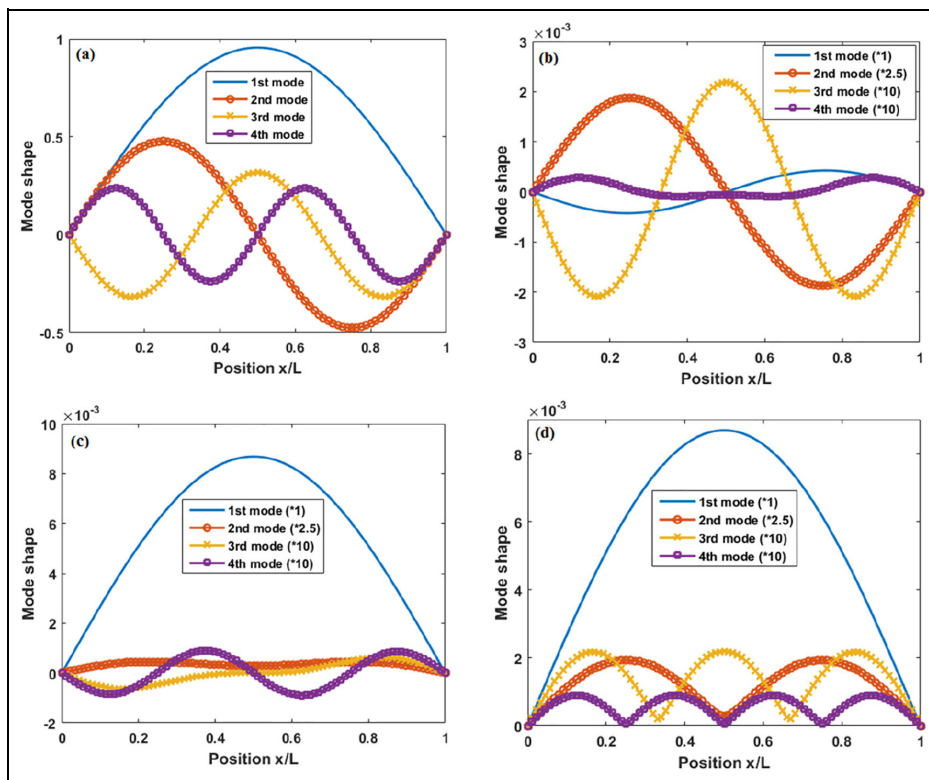 (a)
1
0.5
0
-0.5
Mode shape
1st mode
2nd mode
3rd mode
4th mode
0 0.2 0.4 0.6 0.8 1
Position x/L
×10⁻³
(b)
3
2
1
0
-1
-2
-3
Mode shape
1st mode (*1)
2nd mode (*2.5)
3rd mode (*10)
4th mode (*10)
0 0.2 0.4 0.6 0.8 1
Position x/L
×10⁻³
(c)
10
8
6
4
2
0
-2
Mode shape
1st mode (*1)
2nd mode (*2.5)
3rd mode (*10)
4th mode (*10)
0 0.2 0.4 0.6 0.8 1
Position x/L
×10⁻³
(d)
8
6
4
2
0
Mode shape
1st mode (*1)
2nd mode (*2.5)
3rd mode (*10)
4th mode (*10)
0 0.2 0.4 0.6 0.8 1
Position x/L